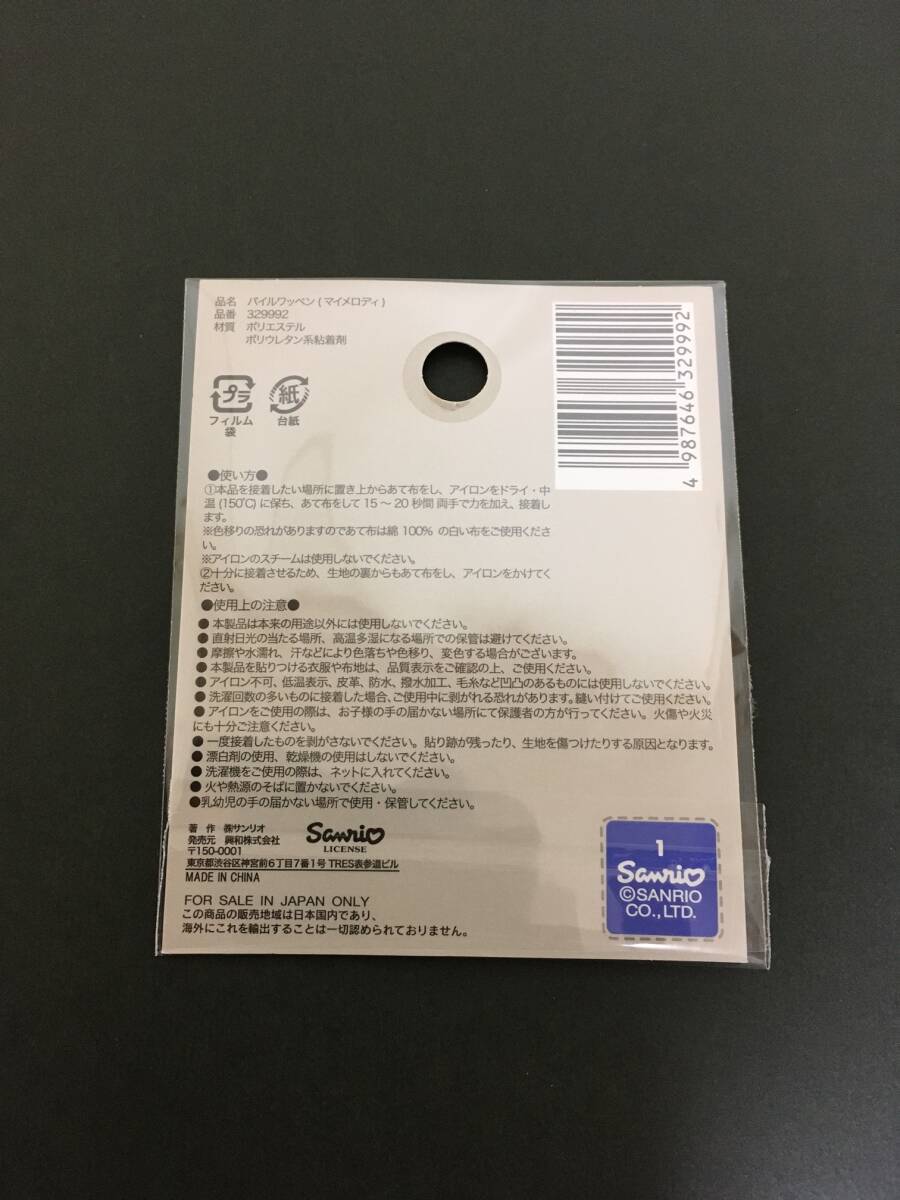 品名 パイルワッペン(マイメロディ)
品番 329992
材質 ポリエステル
ポリウレタン系粘着剤
4 987646 329992
プラ
フィルム
袋
紙
台紙
●使い方●
①本品を接着したい場所に置き上からあて布をし、アイロンをドライ・中
温(150℃)に保ち、あて布をして15〜20秒間両手で力を加え、接着し
ます。
※色移りの恐れがありますのであて布は綿100%の白い布をご使用くださ
い。
※アイロンのスチームは使用しないでください。
②十分に接着させるため、生地の裏からもあて布をし、アイロンをかけてく
ださい。
●使用上の注意●
●本製品は本来の用途以外には使用しないでください。
●直射日光の当たる場所、高温多湿になる場所での保管は避けてください。
●摩擦や水濡れ、汗などにより色落ちや色移り、変色する場合がございます。
●本製品を貼りつける衣服や布地は、品質表示をご確認の上、ご使用ください。
●アイロン不可、低温表示、皮革、防水、撥水加工、毛糸など凹凸のあるものには使用しないでください。
●洗濯回数の多いものに接着した場合、ご使用中に剥がれる恐れがあります。縫い付けてご使用ください。
●アイロンをご使用の際は、お子様の手の届かない場所にて保護者の方が行ってください。火傷や火災
にも十分ご注意ください。
●一度接着したものを剥がさないでください。貼り跡が残ったり、生地を傷つけたりする原因となります。
●漂白剤の使用、乾燥機の使用はしないでください。
●洗濯機をご使用の際は、ネットに入れてください。
●火や熱源のそばに置かないでください。
●乳幼児の手の届かない場所で使用・保管してください。
著 作 ㈱サンリオ
発売元 興和株式会社
〒150-0001
東京都渋谷区神宮前6丁目7番1号 TRES表参道ビル
MADE IN CHINA
Sanrio
LICENSE
FOR SALE IN JAPAN ONLY
この商品の販売地域は日本国内であり、
海外にこれを輸出することは一切認められておりません。
1
Sanrio
©SANRIO
CO.,LTD.